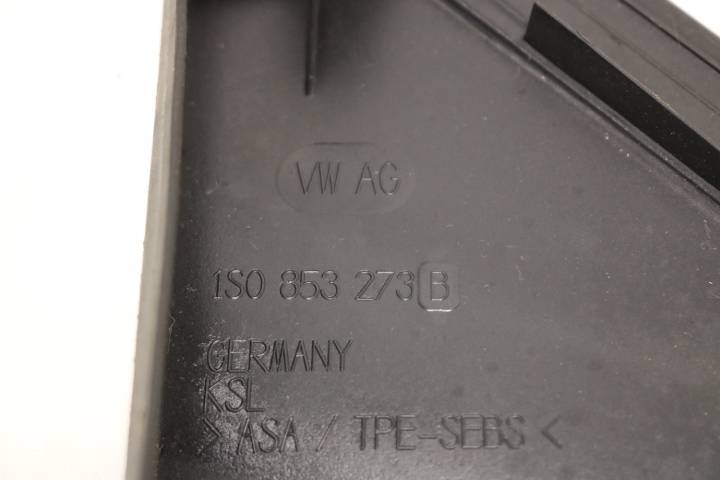 VW AG
1S0 853 273 B
GERMANY
KSL
> ASA / TPE-SEBS <